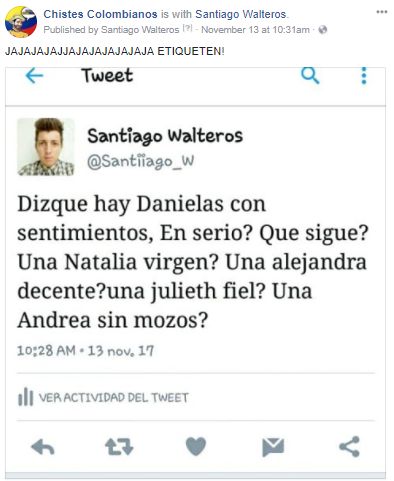 Chistes Colombianos is with Santiago Walteros.
Published by Santiago Walteros [?] · November 13 at 10:31am ·
JAJAJAJAJJAJAJAJAJAJAJA ETIQUETEN!
Tweet
Santiago Walteros
@Santiiago_W
Dizque hay Danielas con
sentimientos, En serio? Que sigue?
Una Natalia virgen? Una alejandra
decente?una julieth fiel? Una
Andrea sin mozos?
10:28 AM • 13 nov. 17
VER ACTIVIDAD DEL TWEET